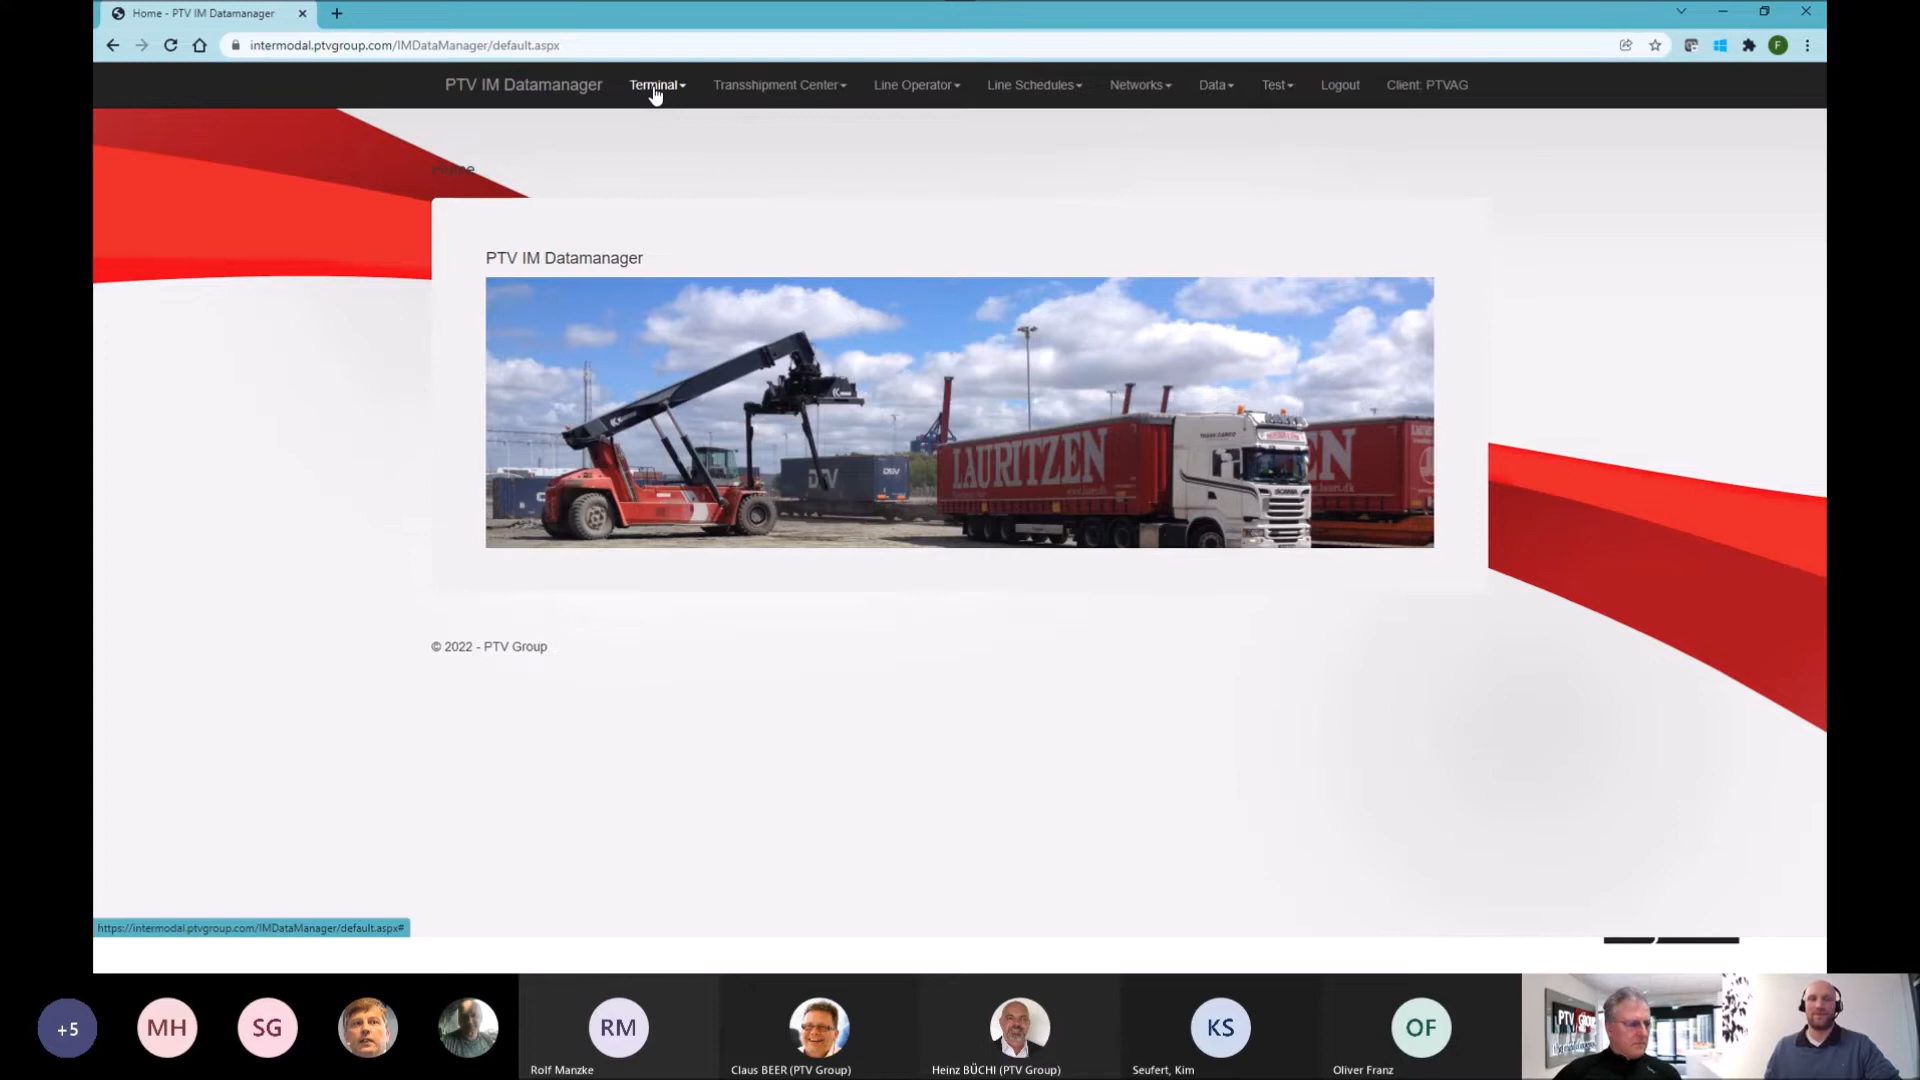 Home - PTV IM Datamanager
intermodal.ptvgroup.com/IMDataManager/default.aspx
F
PTV IM Datamanager Terminal Transshipment Center Line Operator Line Schedules Networks Data Test Logout Client: PTVAG
Home
PTV IM Datamanager
LAURITZEN
EN
SCANIA
© 2022 - PTV Group
https://intermodal.ptvgroup.com/IMDataManager/default.aspx#
+5
MH
SG
RM
KS
OF
Rolf Manzke
Claus BEER (PTV Group)
Heinz BÜCHI (PTV Group)
Seufert, Kim
Oliver Franz